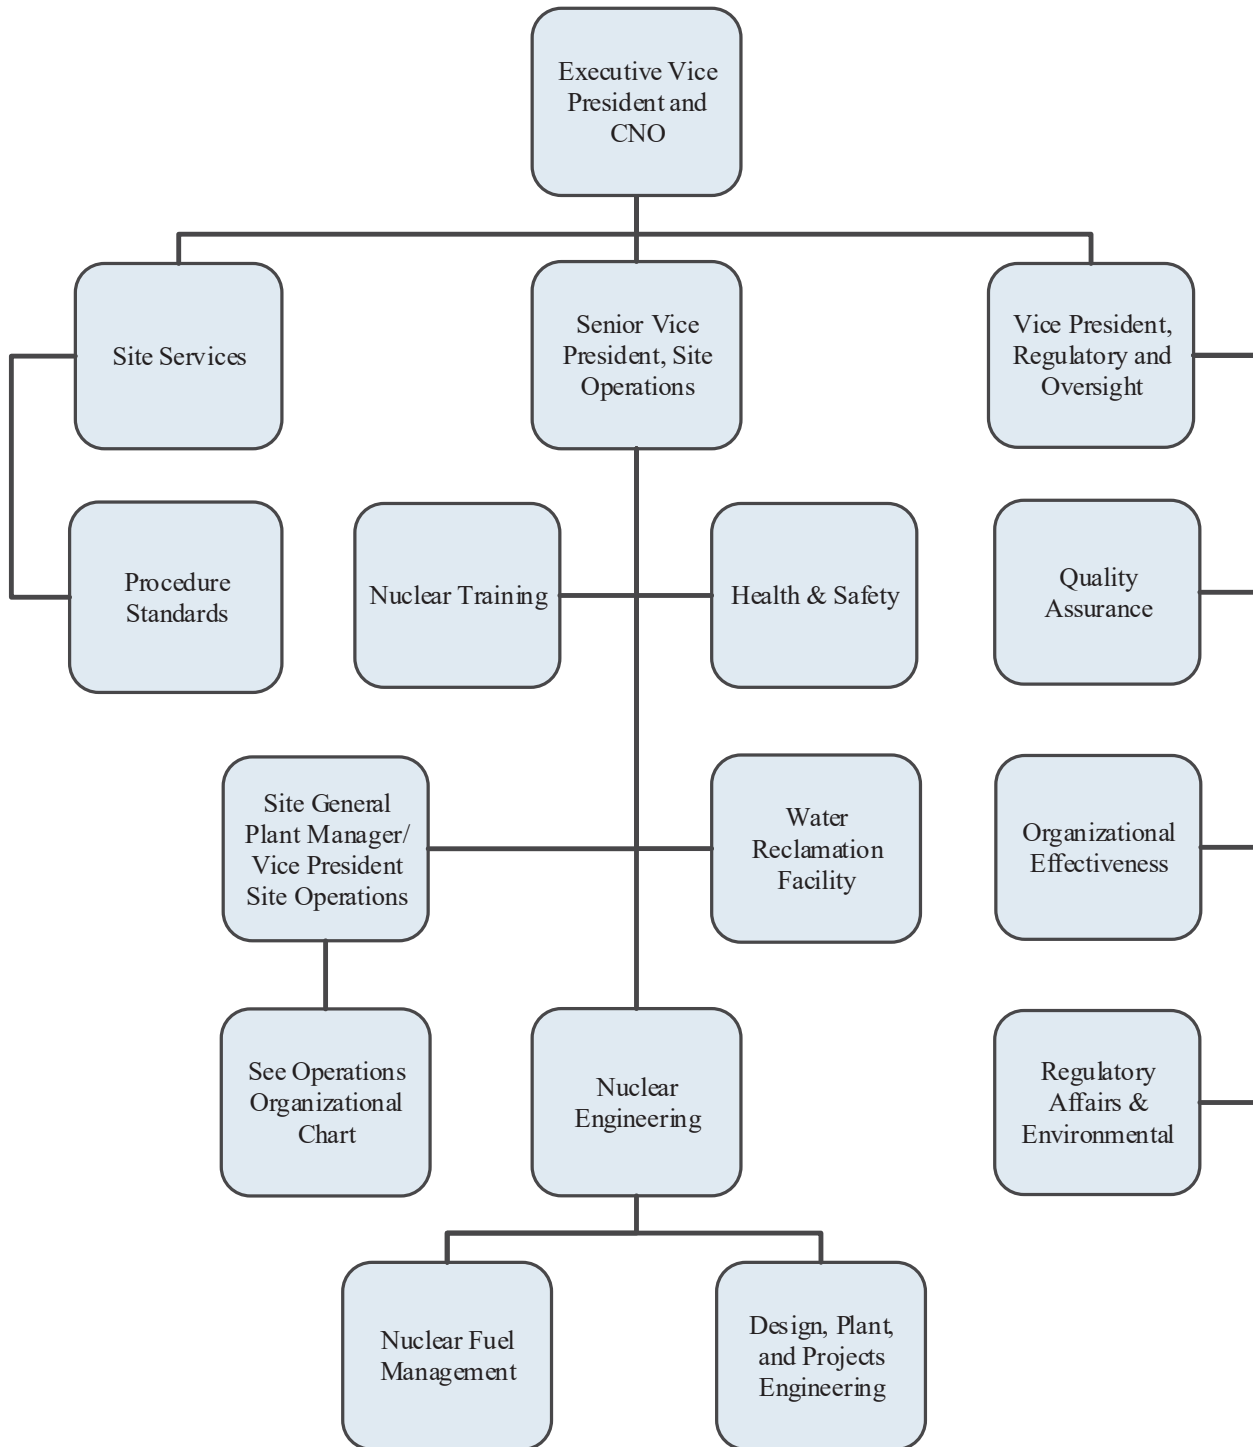 Executive Vice
President and
CNO
Site Services
Senior Vice
President, Site
Operations
Vice President,
Regulatory and
Oversight
Procedure
Standards
Nuclear Training
Health & Safety
Quality
Assurance
Site General
Plant Manager/
Vice President
Site Operations
Water
Reclamation
Facility
Organizational
Effectiveness
See Operations
Organizational
Chart
Nuclear
Engineering
Regulatory
Affairs &
Environmental
Nuclear Fuel
Management
Design, Plant,
and Projects
Engineering